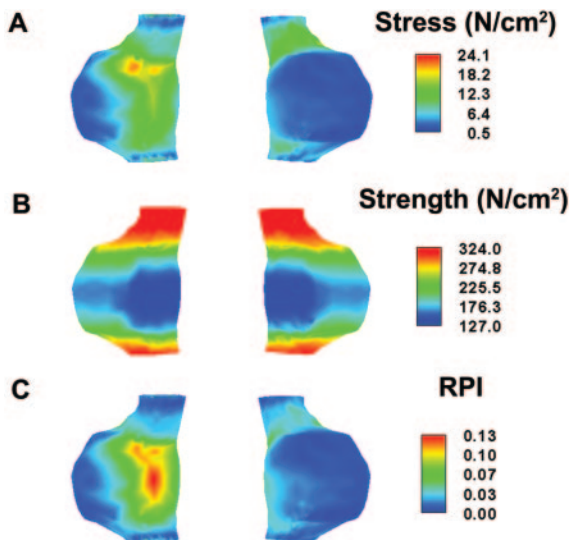 A
Stress (N/cm²)
24.1
18.2
12.3
6.4
0.5
B
Strength (N/cm²)
324.0
274.8
225.5
176.3
127.0
C
RPI
0.13
0.10
0.07
0.03
0.00